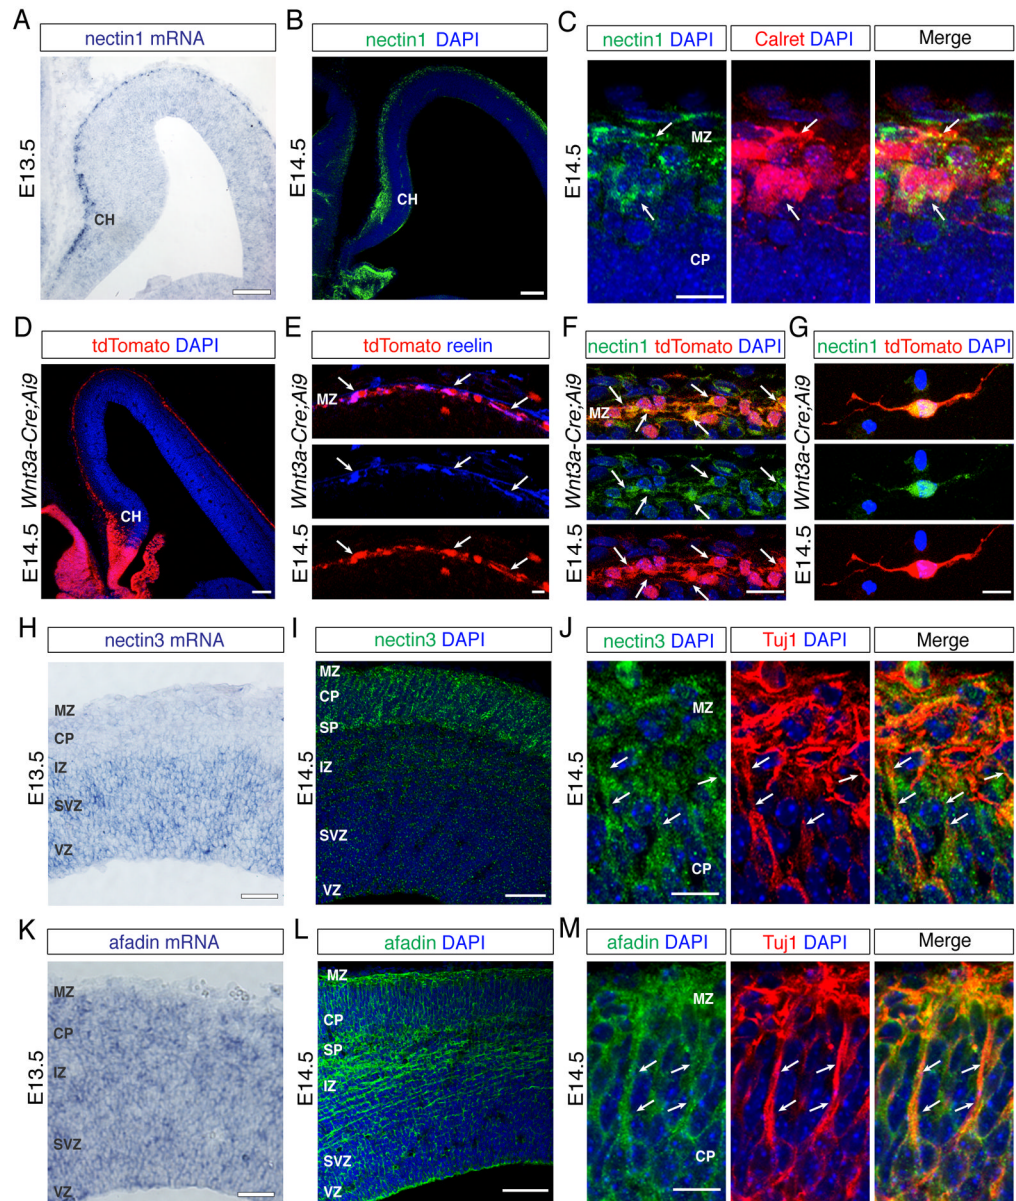 A
nectin1 mRNA
E13.5
CH
B
nectin1 DAPI
E14.5
CH
C
nectin1 DAPI
Calret DAPI
Merge
E14.5
MZ
CP
D
tdTomato DAPI
Wnt3a-Cre;Ai9
E14.5
CH
E
tdTomato reelin
Wnt3a-Cre;Ai9
E14.5
MZ
F
nectin1 tdTomato DAPI
Wnt3a-Cre;Ai9
E14.5
MZ
G
nectin1 tdTomato DAPI
Wnt3a-Cre;Ai9
E14.5
H
nectin3 mRNA
E13.5
MZ
CP
IZ
SVZ
VZ
I
nectin3 DAPI
E14.5
MZ
CP
SP
IZ
SVZ
VZ
J
nectin3 DAPI
Tuj1 DAPI
Merge
E14.5
MZ
CP
K
afadin mRNA
E13.5
MZ
CP
IZ
SVZ
VZ
L
afadin DAPI
E14.5
MZ
CP
SP
IZ
SVZ
VZ
M
afadin DAPI
Tuj1 DAPI
Merge
E14.5
MZ
CP